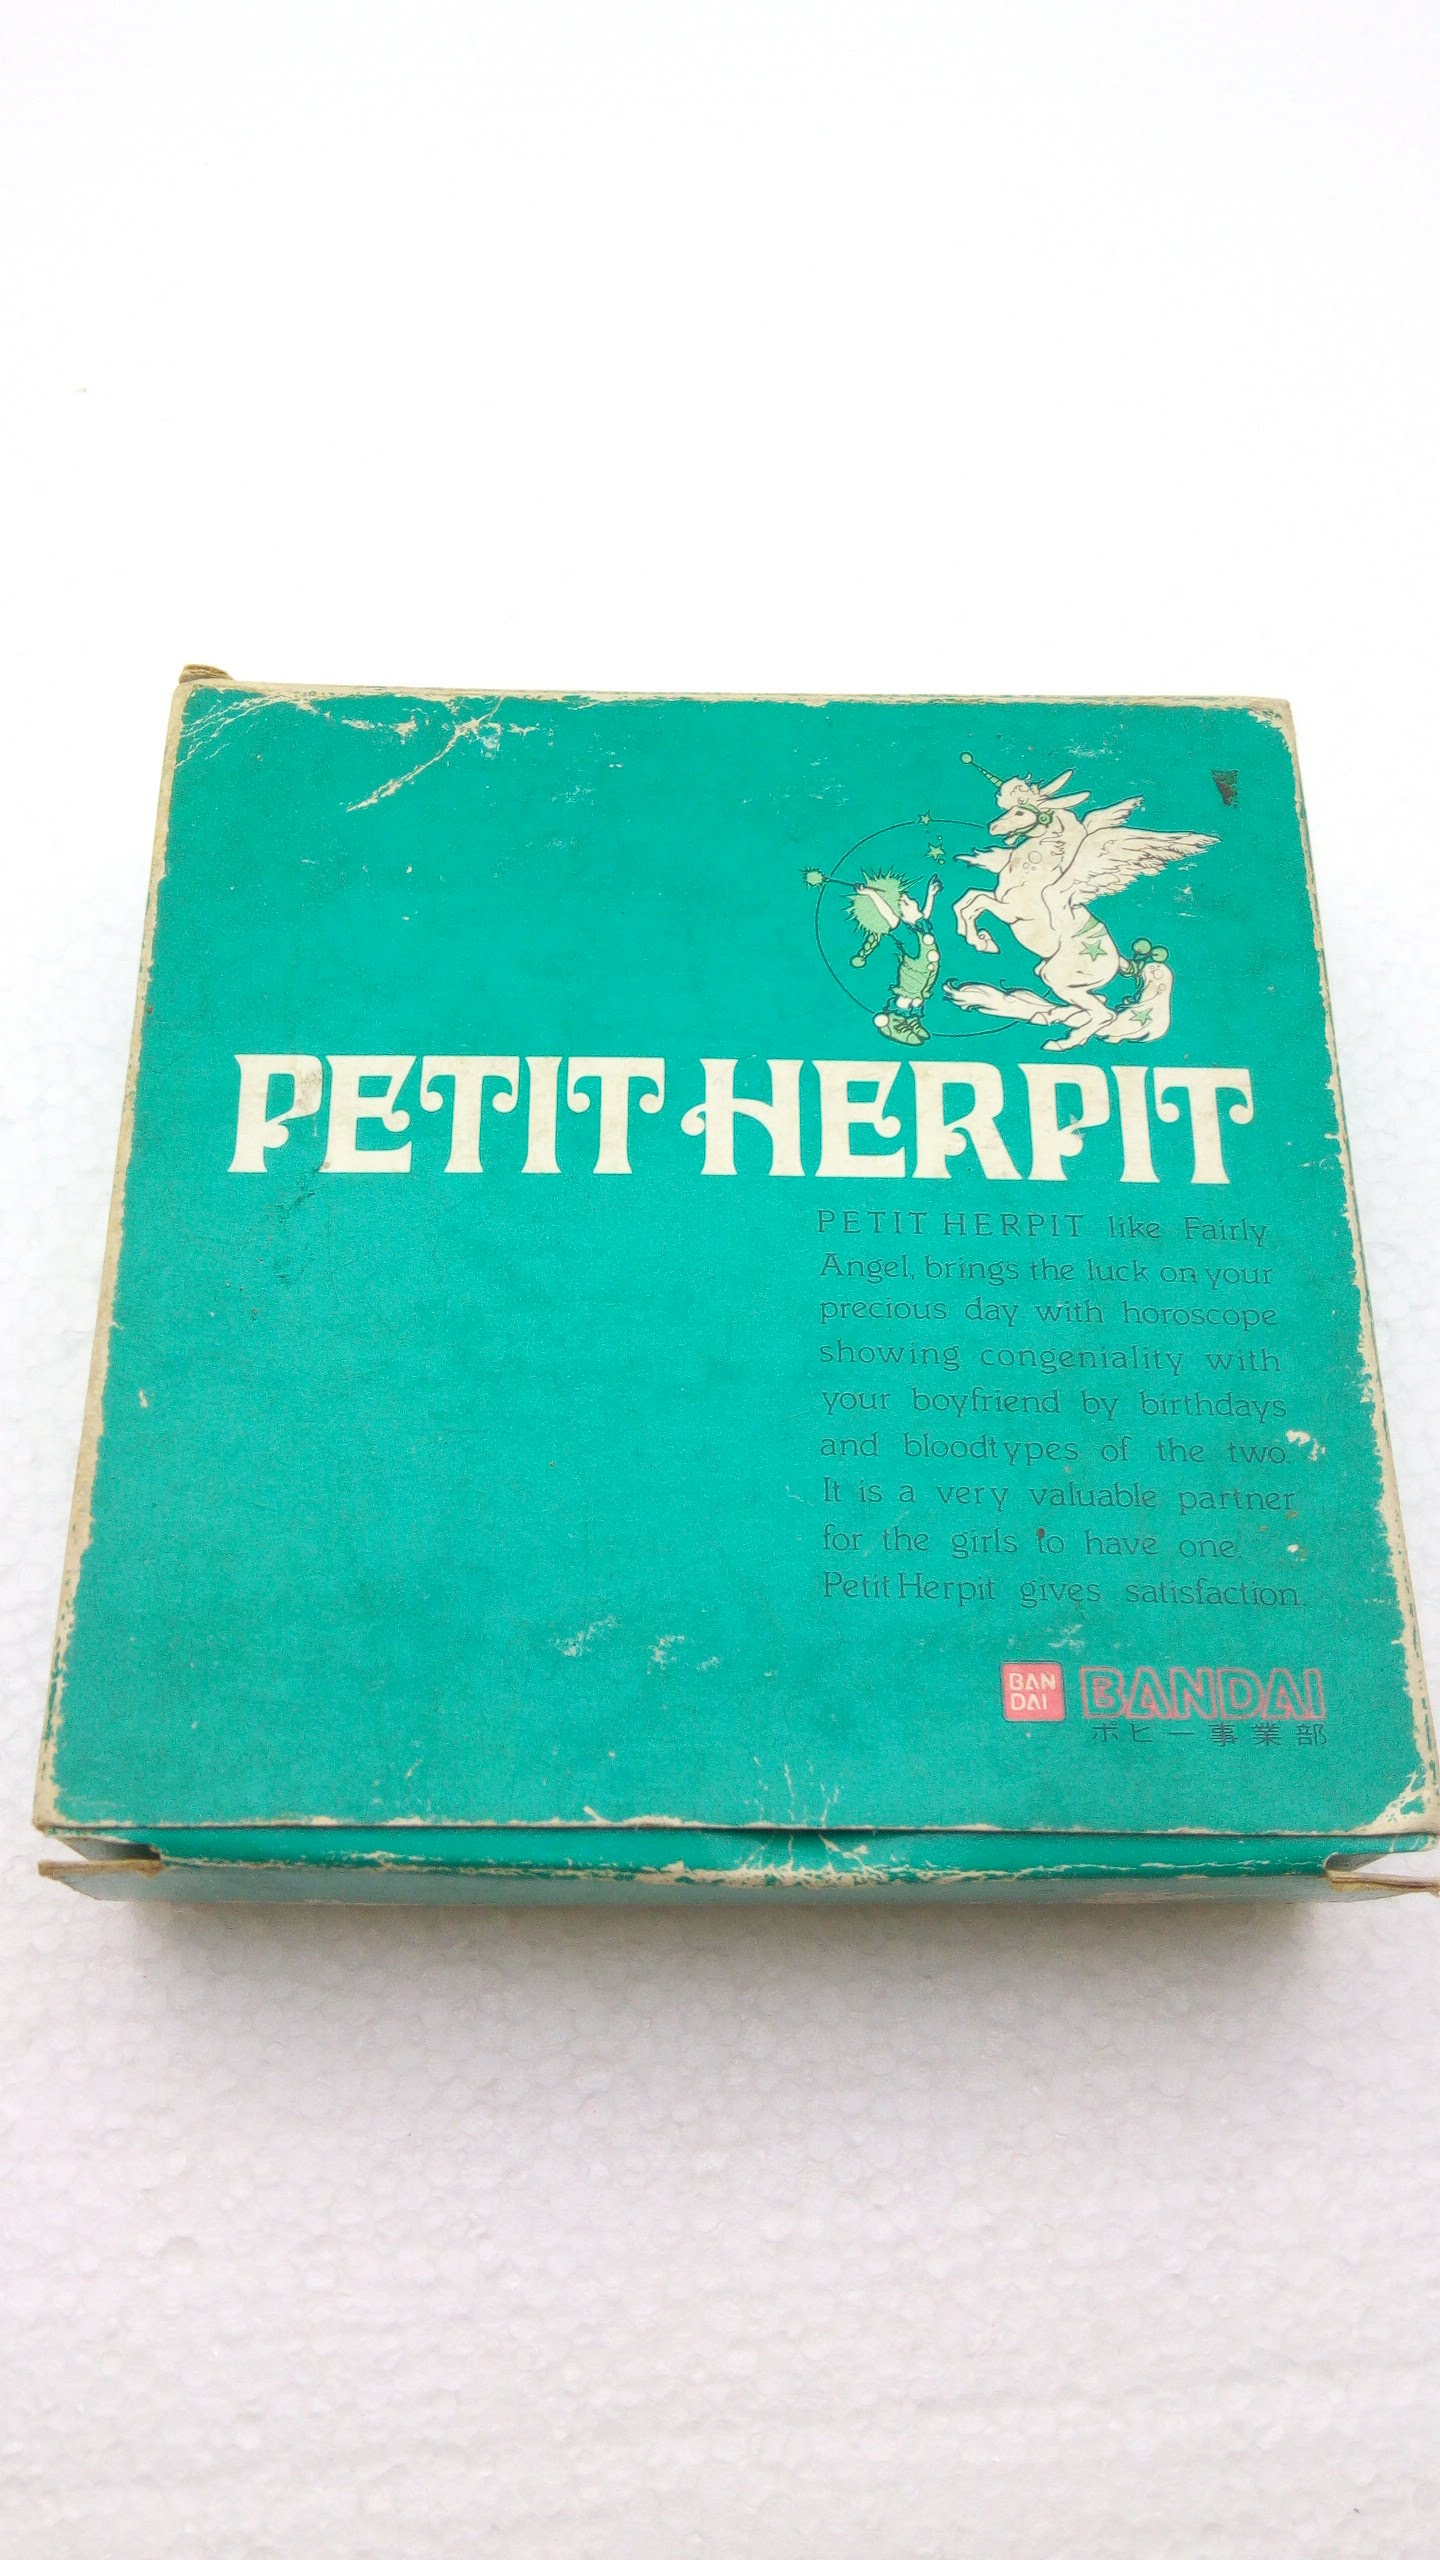 PETIT HERPIT
PETIT HERPIT like Fairly
Angel, brings the luck on your
precious day with horoscope
showing congeniality with
your boyfriend by birthdays
and bloodtypes of the two.
It is a very valuable partner
for the girls to have one.
Petit Herpit gives satisfaction.
BAN
DAI
BANDAI
ポピー事業部